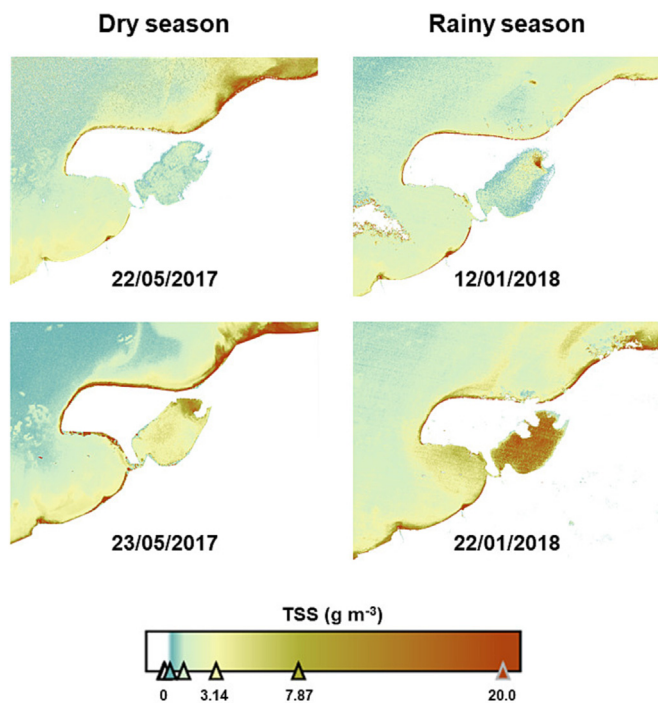 Dry season
Rainy season
22/05/2017
12/01/2018
23/05/2017
22/01/2018
TSS (g m⁻³)
0 3.14 7.87 20.0